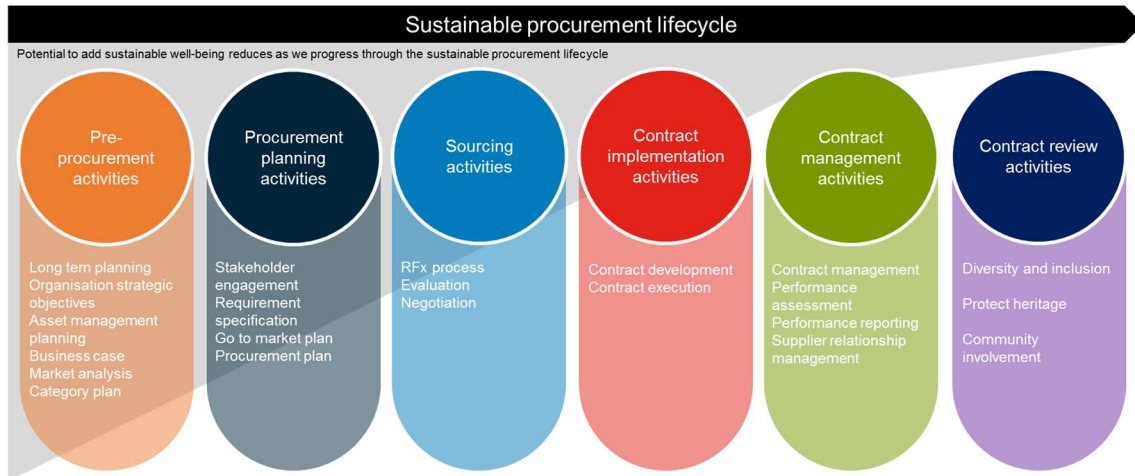 Sustainable procurement lifecycle
Potential to add sustainable well-being reduces as we progress through the sustainable procurement lifecycle
Pre-
procurement
activities
Long tem planning
Organisation strategic
objectives
Asset management
planning
Business case
Market analysis
Category plan
Procurement
planning
activities
Stakeholder
engagement
Requirement
specification
Go to market plan
Procurement plan
Sourcing
activities
RFx process
Evaluation
Negotiation
Contract
implementation
activities
Contract development
Contract execution
Contract
management
activities
Contract management
Performance
assessment
Performance reporting
Supplier relationship
management
Contract review
activities
Diversity and inclusion
Protect heritage
Community
involvement